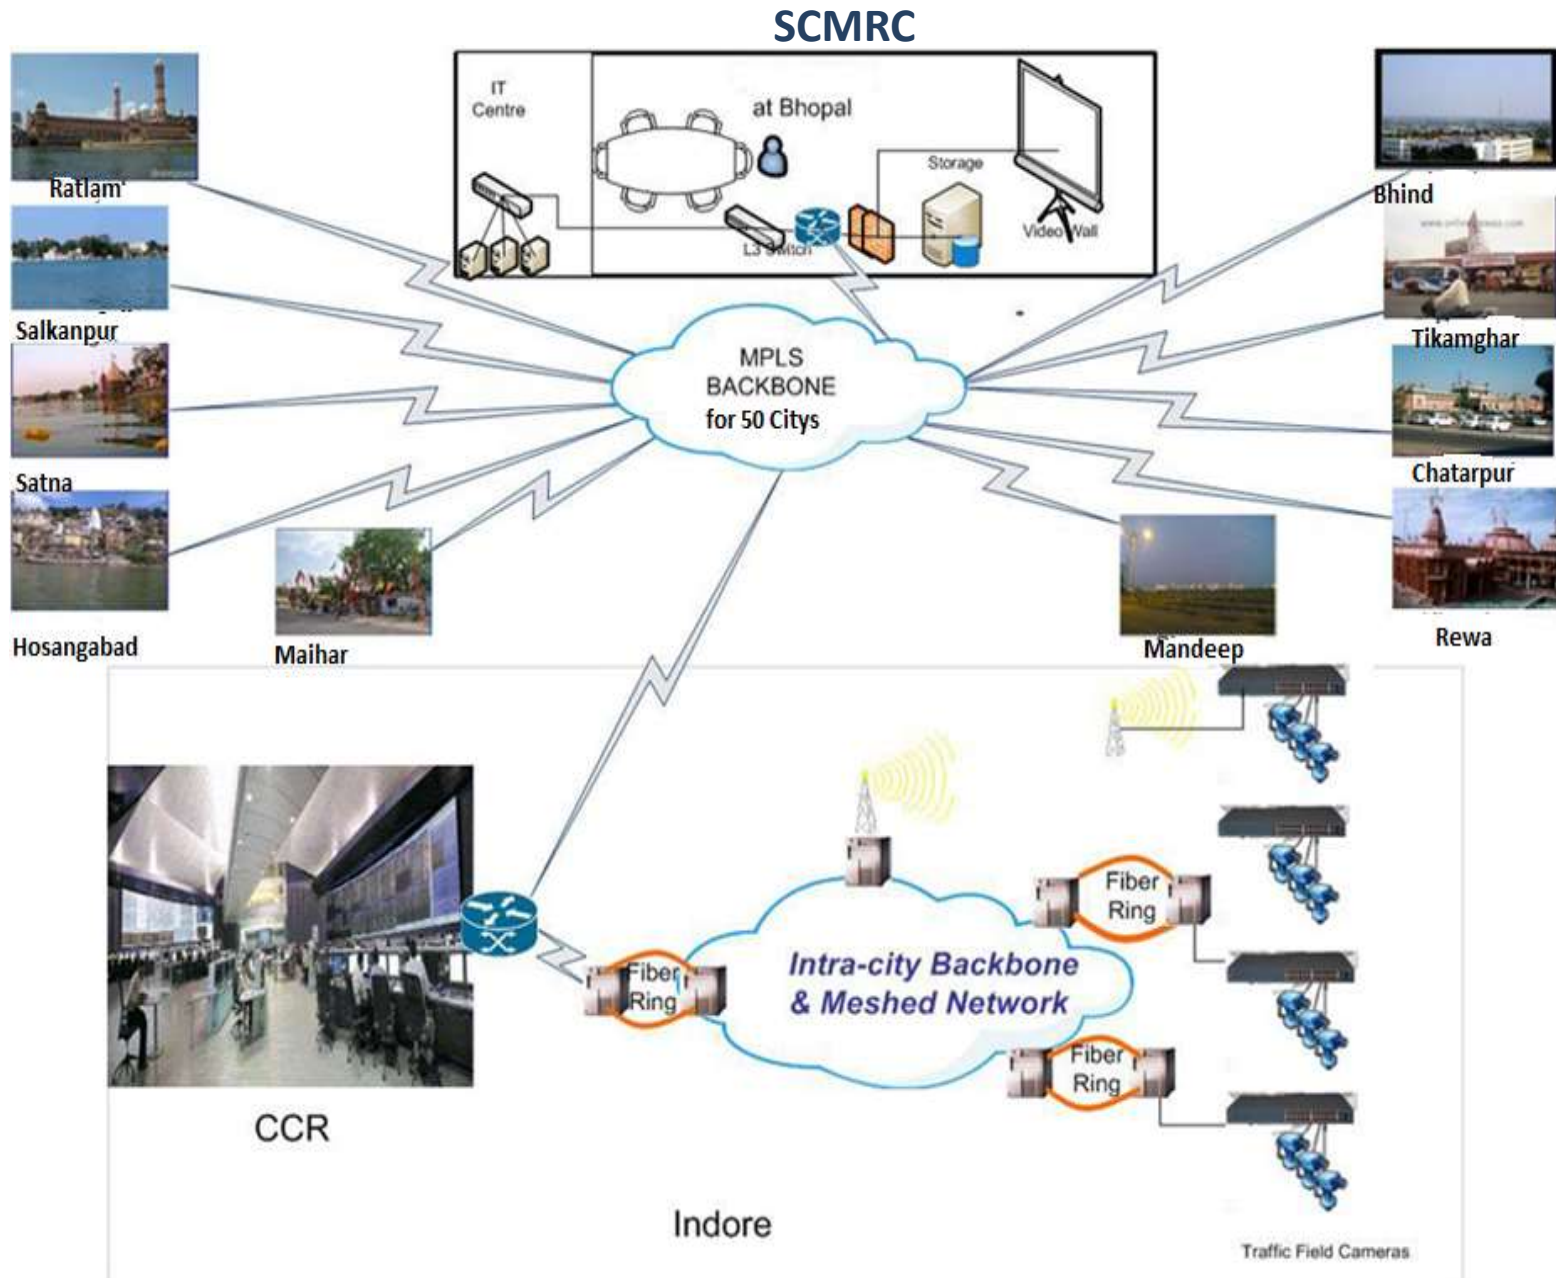 SCMRC
IT
Centre
at Bhopal
Storage
Video Wall
L3 Switch
Ratlam
Salkanpur
Satna
Hosangabad
Maihar
MPLS
BACKBONE
for 50 Citys
Bhind
Tikamghar
Chatarpur
Rewa
Mandeep
CCR
Fiber
Ring
Intra-city Backbone
& Meshed Network
Fiber
Ring
Fiber
Ring
Indore
Traffic Field Cameras